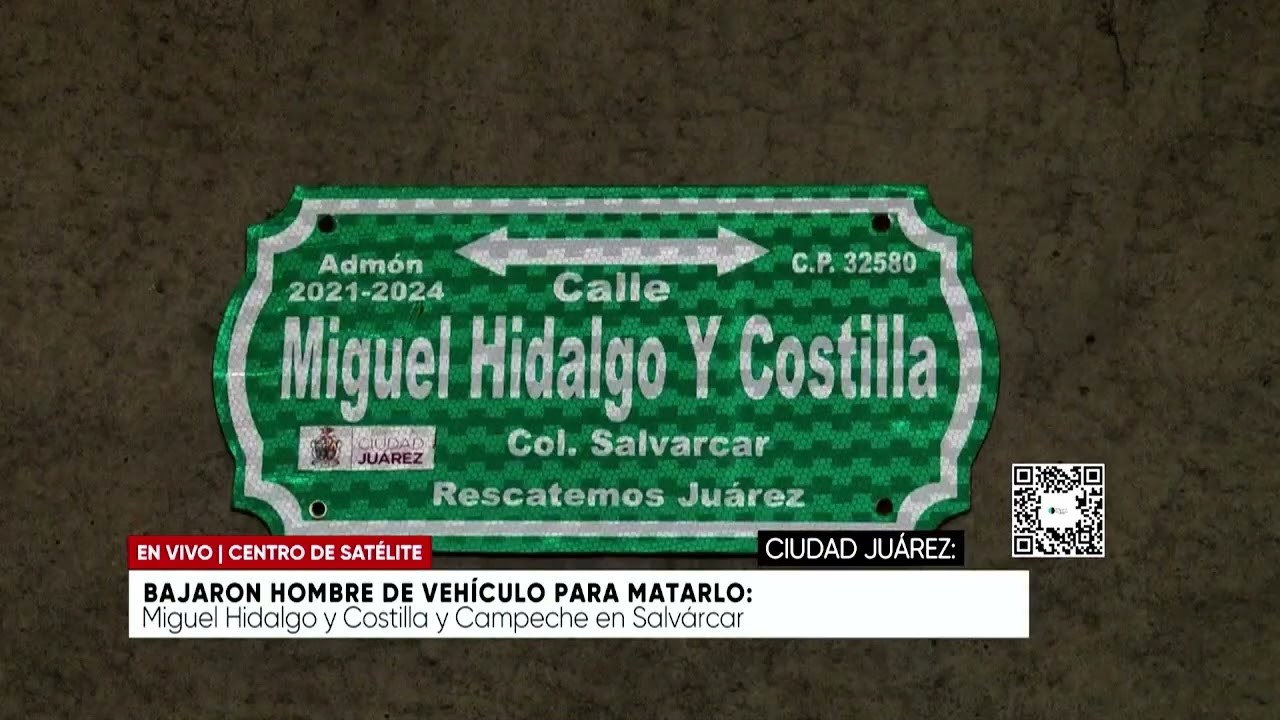 Admón
2021-2024
Calle
C.P. 32580
Miguel Hidalgo Y Costilla
CIUDAD
JUÁREZ
Col. Salvarcar
Rescatemos Juárez
EN VIVO | CENTRO DE SATÉLITE
CIUDAD JUÁREZ:
BAJARON HOMBRE DE VEHÍCULO PARA MATARLO:
Miguel Hidalgo y Costilla y Campeche en Salvárcar